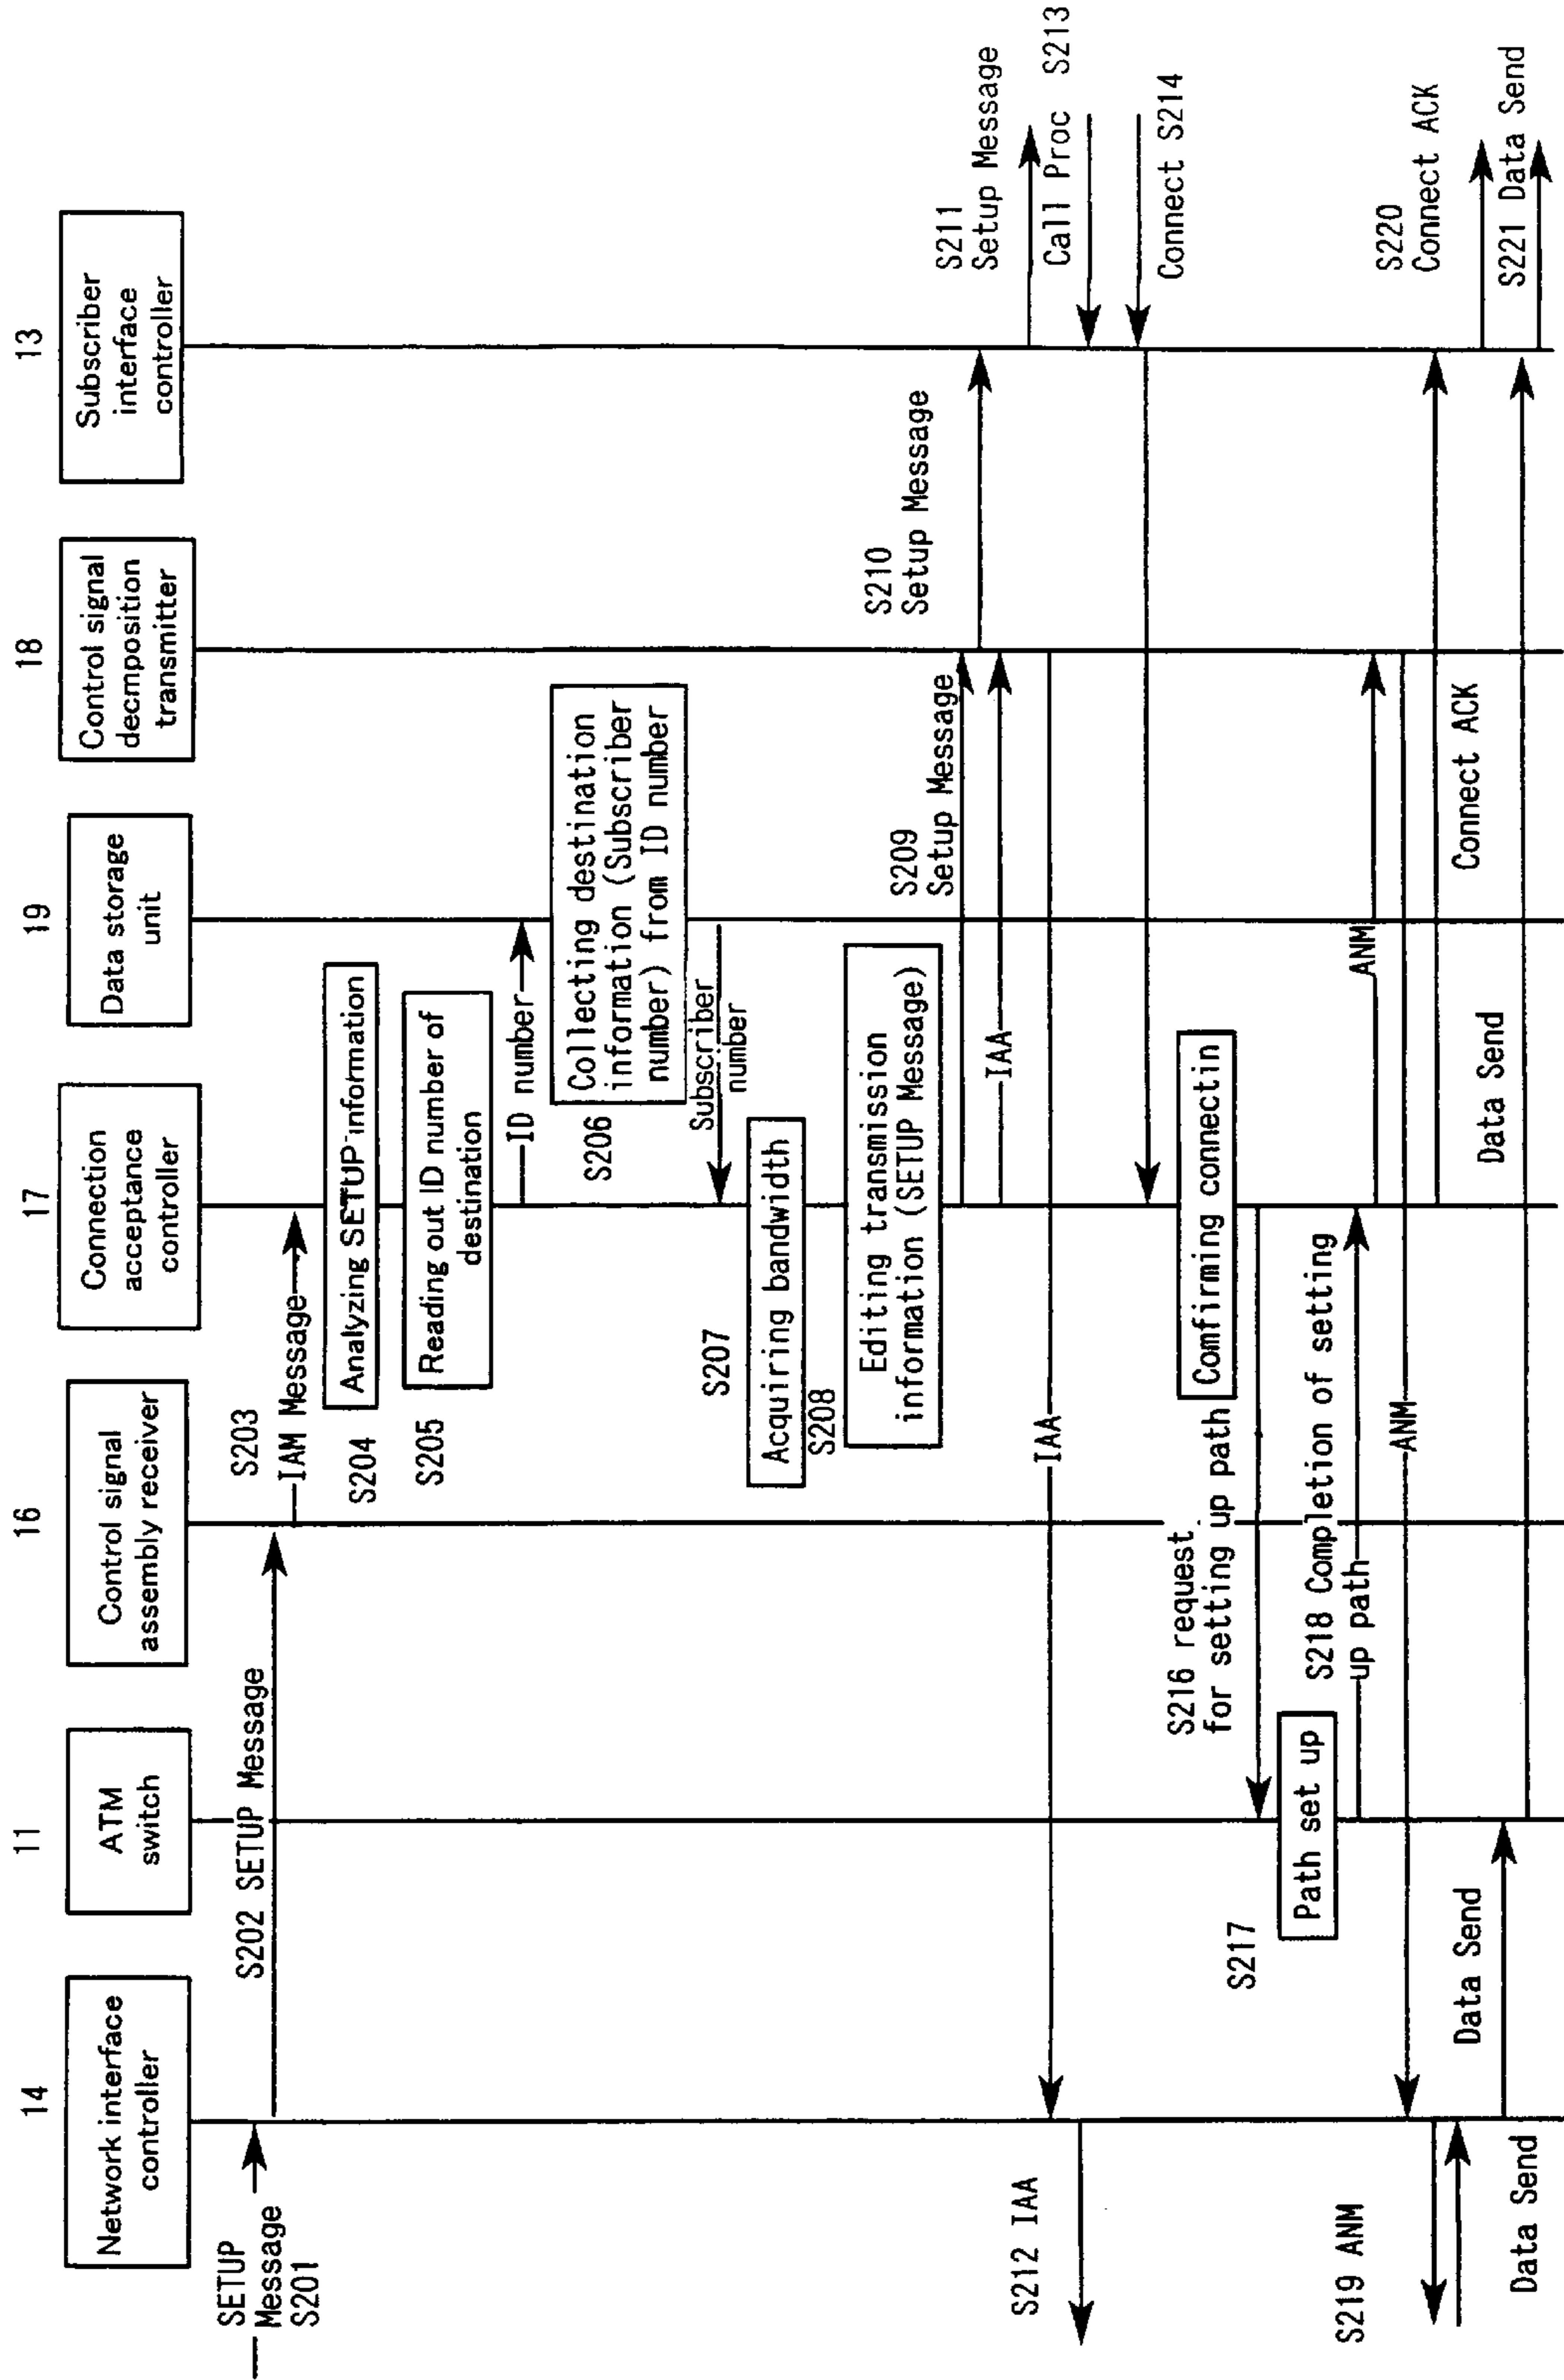 14
Network interface
controller
11
ATM
switch
16
Control signal
assembly receiver
17
Connection
acceptance
controller
19
Data storage
unit
18
Control signal
decmposition
transmitter
13
Subscriber
interface
controller
SETUP
Message
S201
S202 SETUP Message
S203
IAM Message
S204
Analyzing SETUP information
S205
Reading out ID number of
destination
ID number
S206
Collecting destination
information (Subscriber
number) from ID number
Subscriber
number
S207
Acquiring bandwidth
S208
Editing transmission
information (SETUP Message)
S209
Setup Message
S210
Setup Message
S211
Setup Message
IAA
IAA
S212 IAA
Call Proc S213
Connect S214
Comfirming connectin
S216 request
for setting up path
S217
Path set up
S218 Completion of setting
up path
ANM
ANM
S219 ANM
Connect ACK
S220
Connect ACK
Data Send
Data Send
Data Send
S221 Data Send